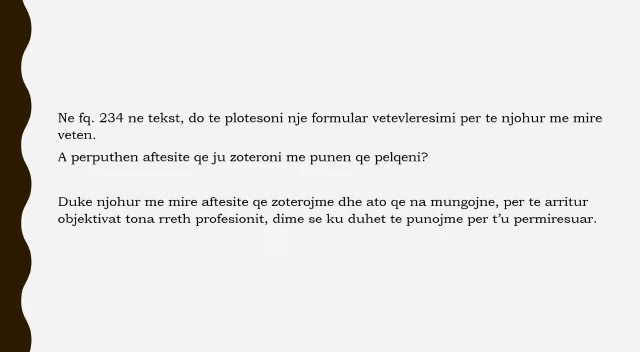 Ne fq. 234 ne tekst, do te plotesoni nje formular vetevleresimi per te njohur me mire
veten.
A perputhen aftesite qe ju zoteroni me punen qe pelqeni?
Duke njohur me mire aftesite qe zoterojme dhe ato qe na mungojne, per te arritur
objektivat tona rreth profesionit, dime se ku duhet te punojme per t’u permiresuar.